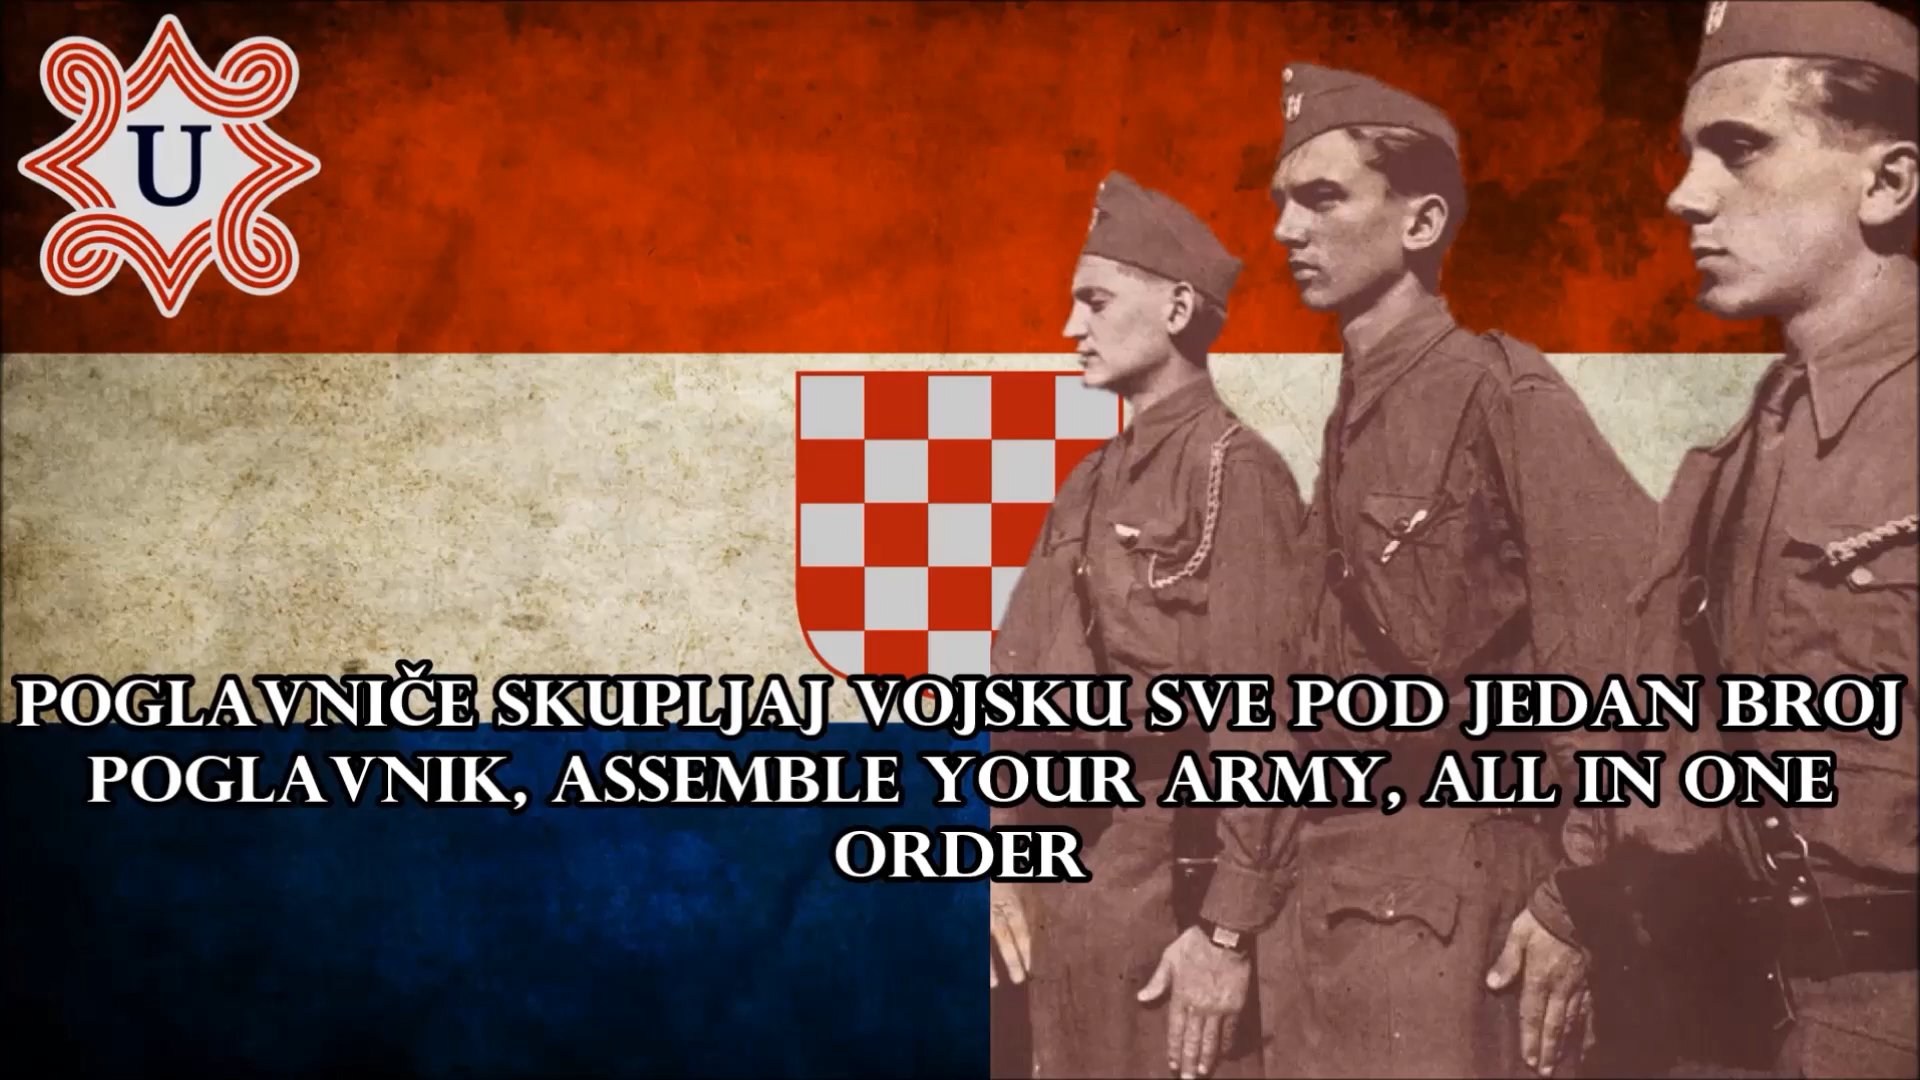 U
POGLAVNIČE SKUPLJAJ VOJSKU SVE POD JEDAN BROJ
POGLAVNIK, ASSEMBLE YOUR ARMY, ALL IN ONE
ORDER